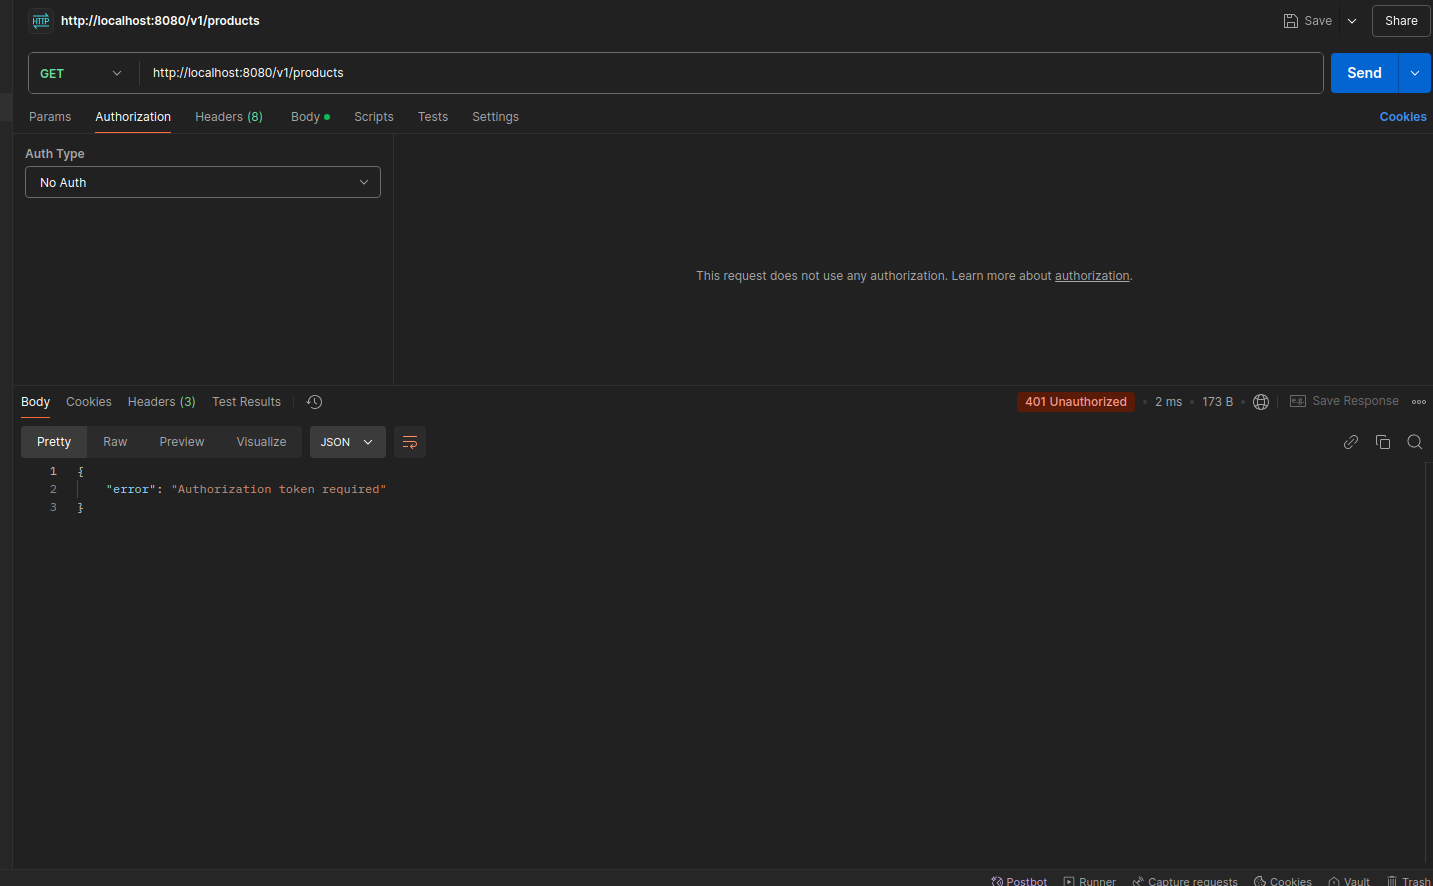 HTTP http://localhost:8080/v1/products Save Share
GET http://localhost:8080/v1/products Send
Params Authorization Headers (8) Body Scripts Tests Settings Cookies
Auth Type
No Auth
This request does not use any authorization. Learn more about authorization.
Body Cookies Headers (3) Test Results 401 Unauthorized • 2 ms • 173 B • e.g. Save Response
Pretty Raw Preview Visualize JSON
1 {
2 "error": "Authorization token required"
3 }
Postbot Runner Capture requests Cookies Vault Trash